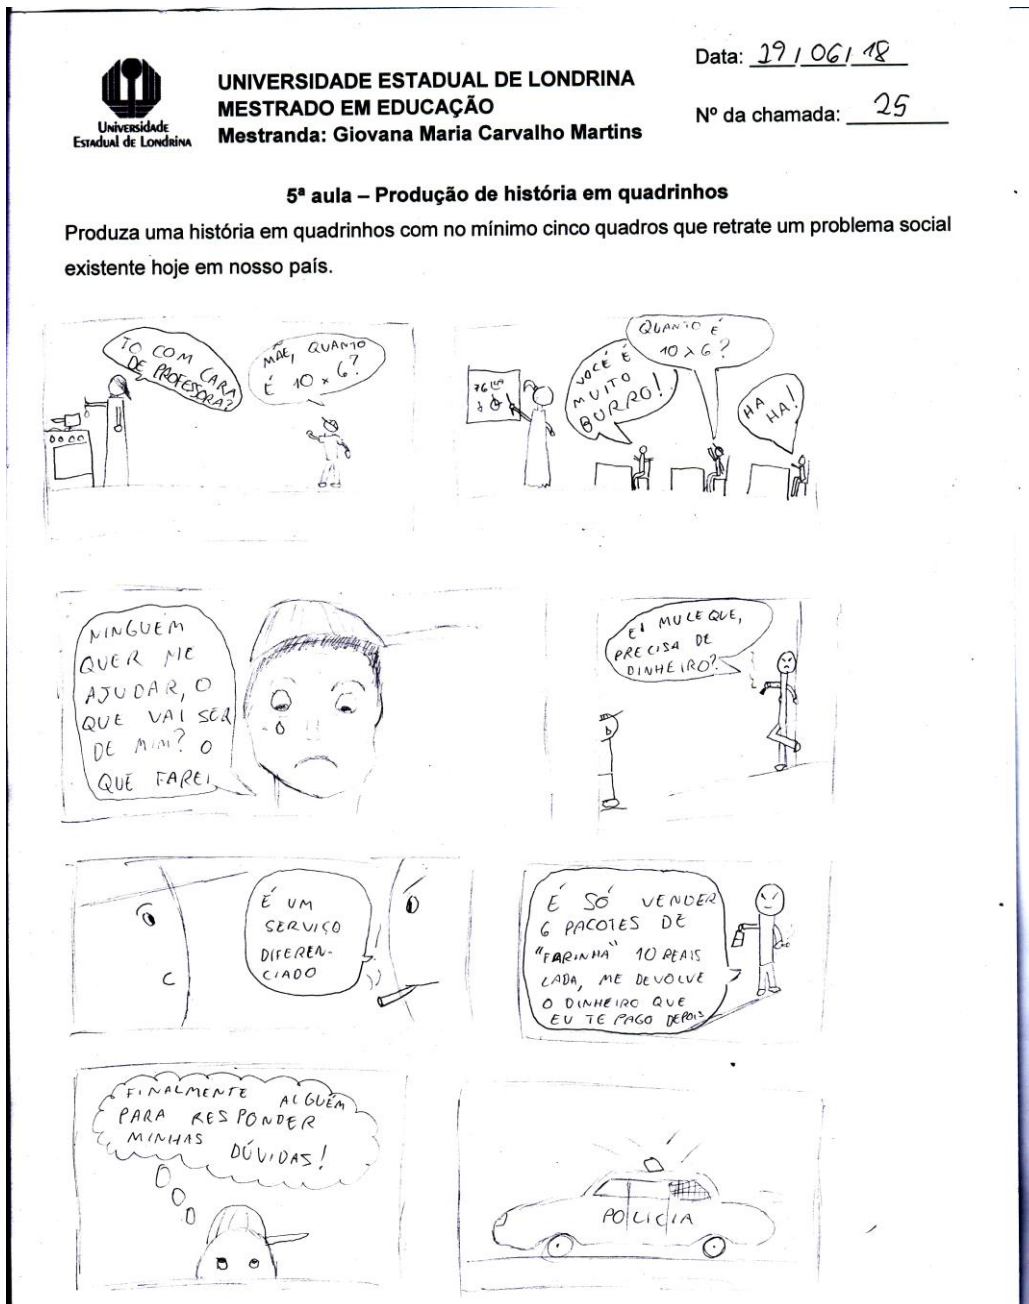 Universidade
Estadual de Londrina
UNIVERSIDADE ESTADUAL DE LONDRINA
MESTRADO EM EDUCAÇÃO
Mestranda: Giovana Maria Carvalho Martins
Data: 19/06/18
Nº da chamada: 25
5ª aula – Produção de história em quadrinhos
Produza uma história em quadrinhos com no mínimo cinco quadros que retrate um problema social
existente hoje em nosso país.
TO COM CARA
DE PROFESSORA?
MÃE, QUANTO
É 10 x 6?
VOCÊ É
MUITO
BURRO!
QUANTO É
10 x 6?
HA
HA!
NINGUÉM
QUER ME
AJUDAR, O
QUE VAI SER
DE MIM? O
QUE FAREI
EI MULEQUE,
PRECISA DE
DINHEIRO?
É UM
SERVIÇO
DIFEREN-
CIADO
É SÓ VENDER
6 PACOTES DE
"FARINHA" 10 REAIS
CADA, ME DEVOLVE
O DINHEIRO QUE
EU TE PAGO DEPOIS
FINALMENTE ALGUÉM
PARA RESPONDER
MINHAS
DÚVIDAS!
POLICIA